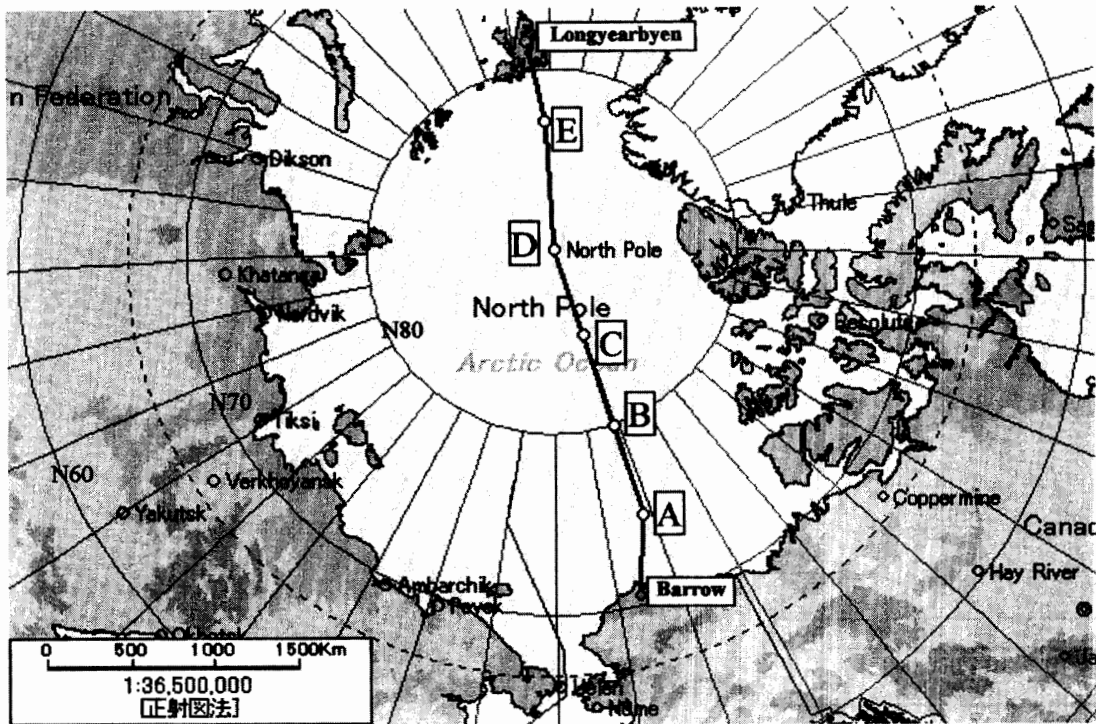 Longyearbyen
n Federation
E
Dikson
Thule
D
North Pole
Khatanga
North Pole
Nordvik
N80
C
Resolute
Arctic Ocean
N70
B
Tiksi
N60
Verkhoyansk
Coppermine
Yakutsk
A
Canad
Hay River
Ambarchik
Barrow
Pevek
Okhotsk
0 500 1000 1500Km
1:36,500,000
[正射図法]
Nome